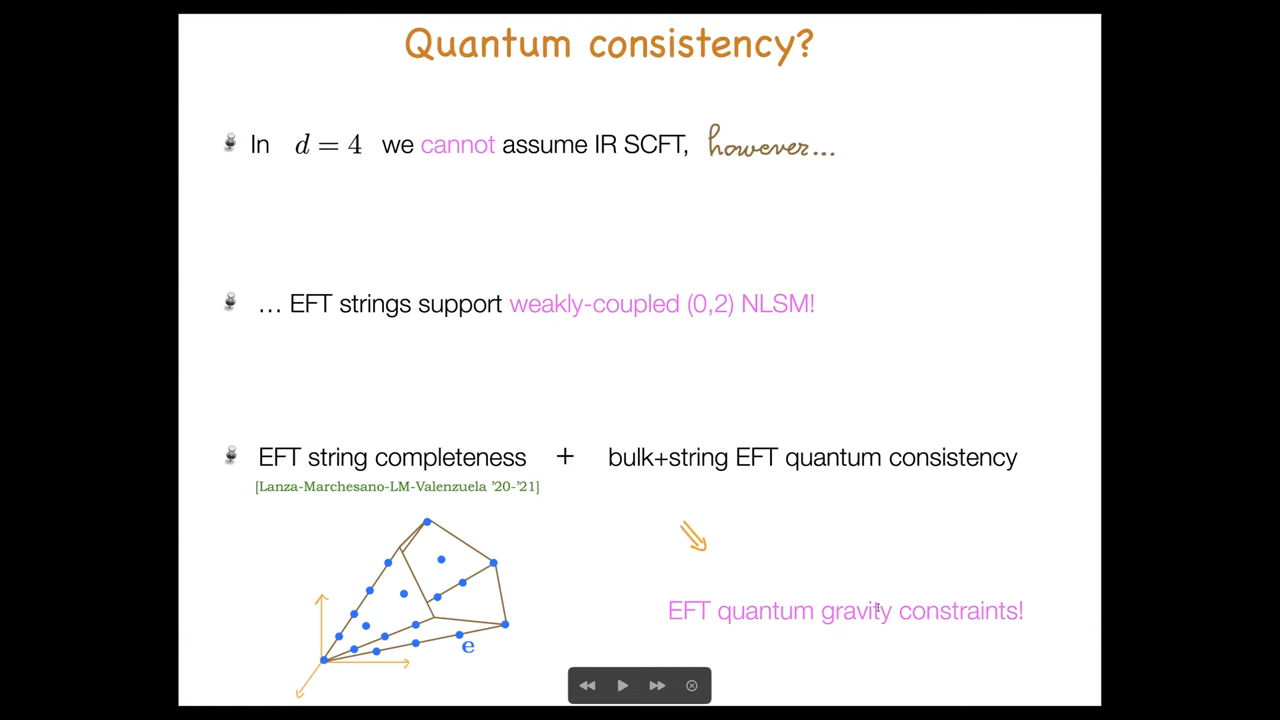 Quantum consistency?
In d = 4 we cannot assume IR SCFT, however...
... EFT strings support weakly-coupled (0,2) NLSM!
EFT string completeness + bulk+string EFT quantum consistency
[Lanza-Marchesano-LM-Valenzuela '20-'21]
EFT quantum gravity constraints!
e